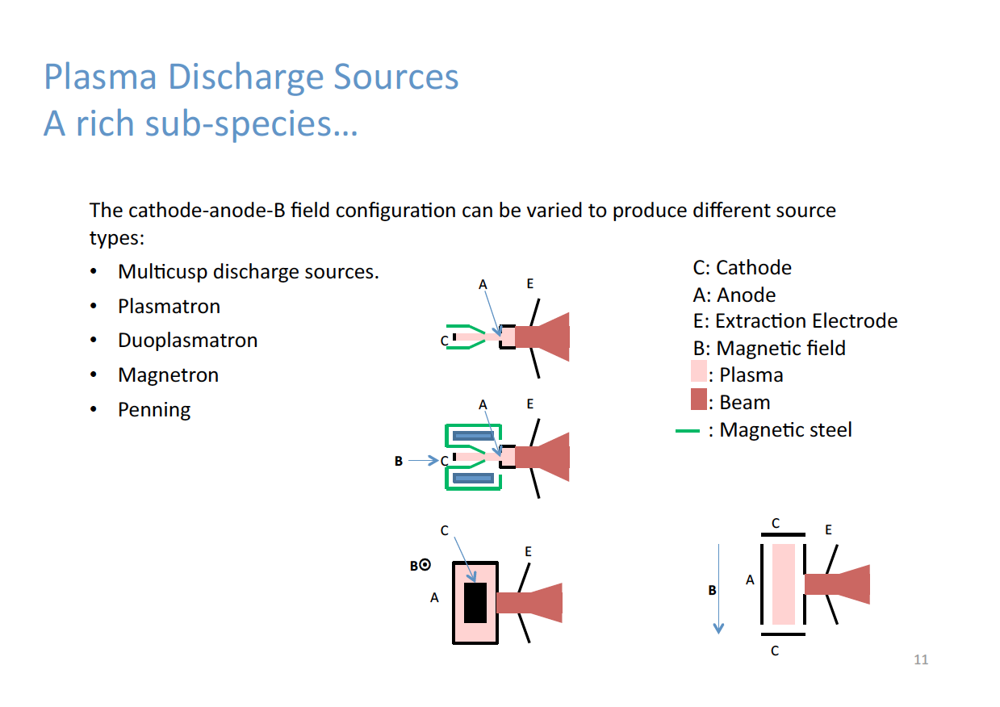 Plasma Discharge Sources
A rich sub-species…
The cathode-anode-B field configuration can be varied to produce different source
types:
• Multicusp discharge sources.
• Plasmatron
• Duoplasmatron
• Magnetron
• Penning
C: Cathode
A: Anode
E: Extraction Electrode
B: Magnetic field
: Plasma
: Beam
: Magnetic steel
A E
C
A E
B C
C
E
B
A
C
E
A
B
C
11